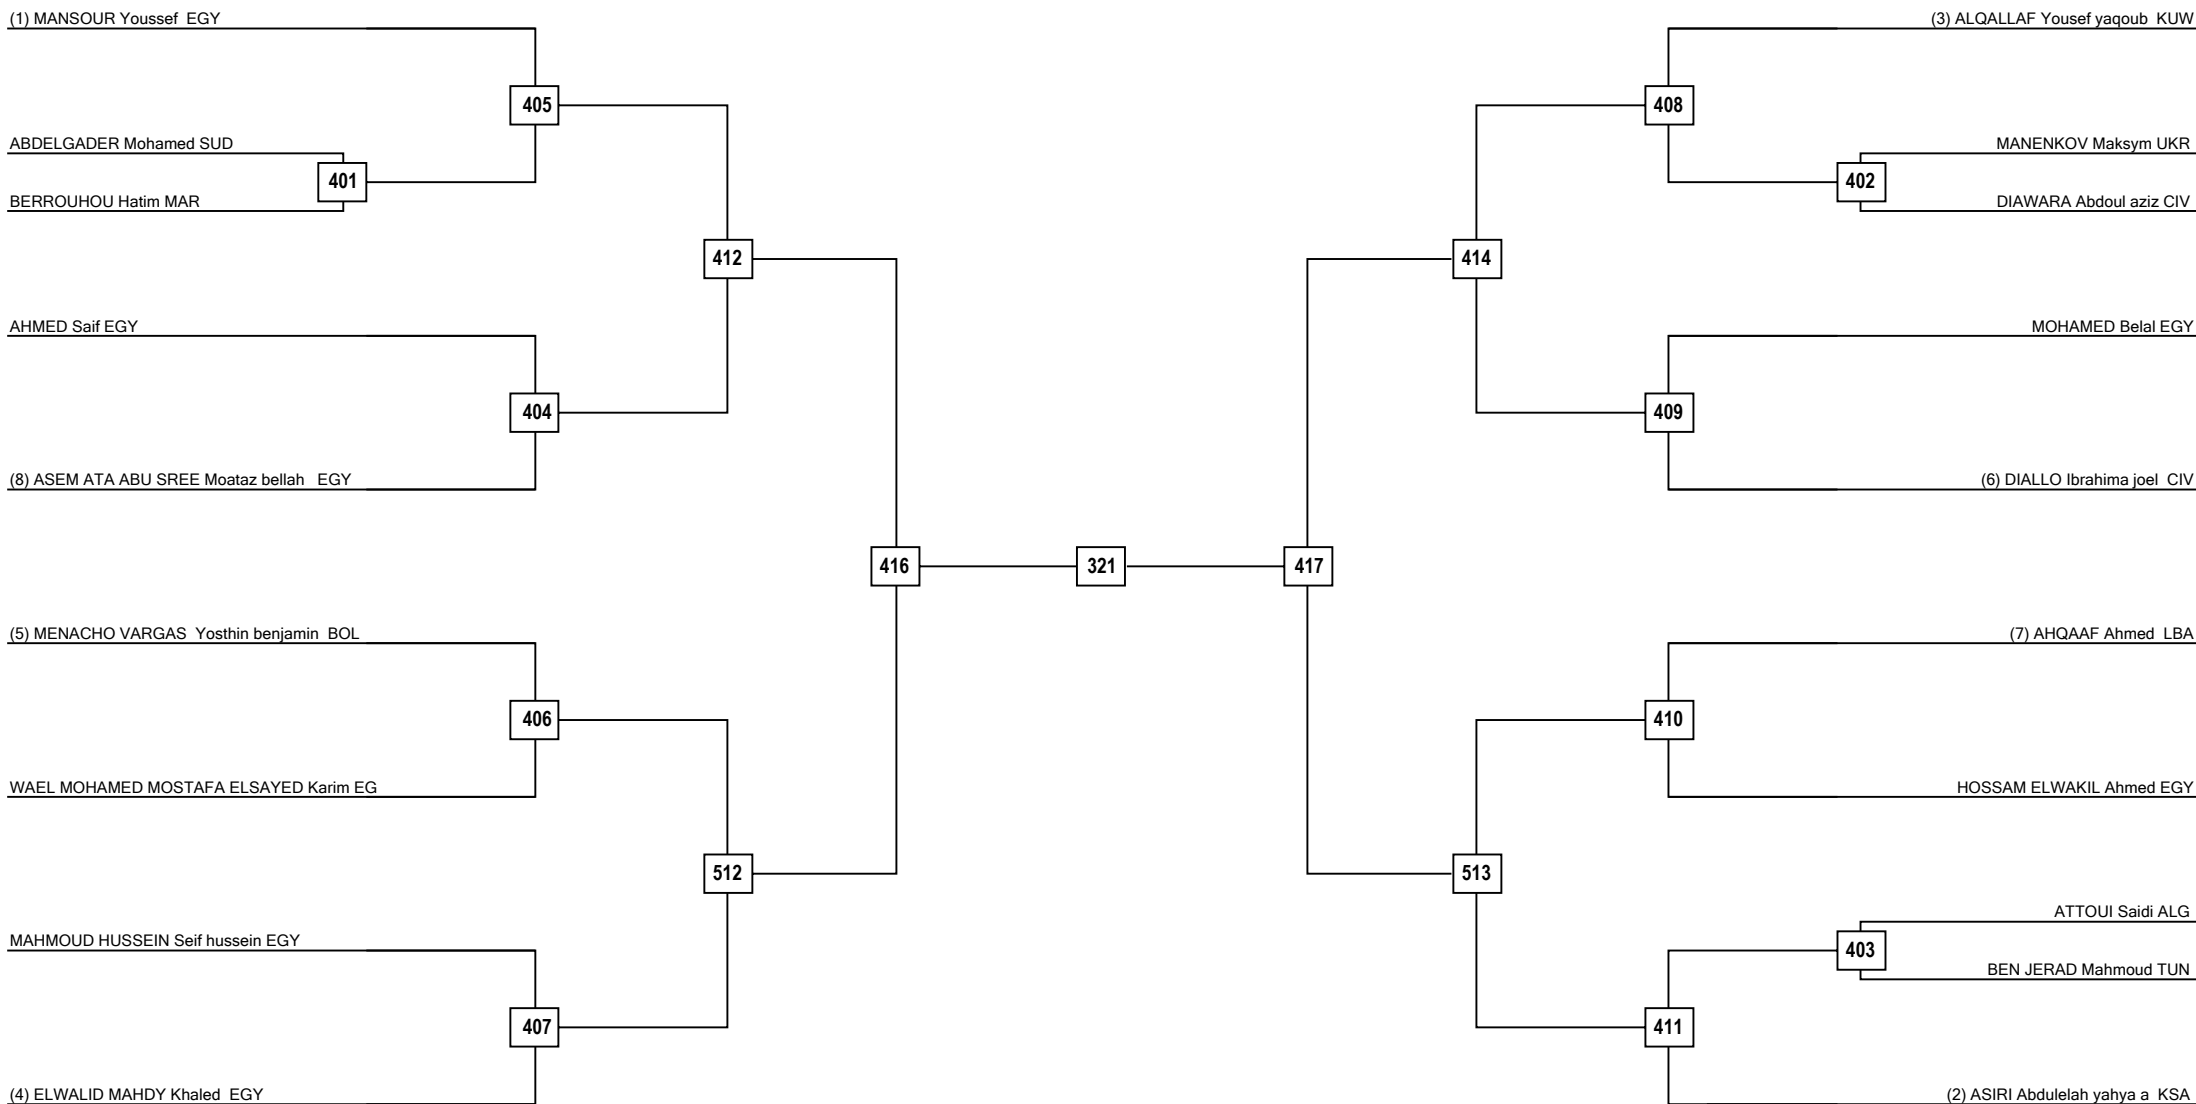 (1) MANSOUR Youssef EGY
(3) ALQALLAF Yousef yaqoub KUW
405
408
ABDELGADER Mohamed SUD
MANENKOV Maksym UKR
401
402
BERROUHOU Hatim MAR
DIAWARA Abdoul aziz CIV
412
414
AHMED Saif EGY
MOHAMED Belal EGY
404
409
(8) ASEM ATA ABU SREE Moataz bellah EGY
(6) DIALLO Ibrahima joel CIV
416
321
417
(5) MENACHO VARGAS Yosthin benjamin BOL
(7) AHQAAF Ahmed LBA
406
410
WAEL MOHAMED MOSTAFA ELSAYED Karim EG
HOSSAM ELWAKIL Ahmed EGY
512
513
ATTOUI Saidi ALG
MAHMOUD HUSSEIN Seif hussein EGY
403
BEN JERAD Mahmoud TUN
407
411
(4) ELWALID MAHDY Khaled EGY
(2) ASIRI Abdulelah yahya a KSA